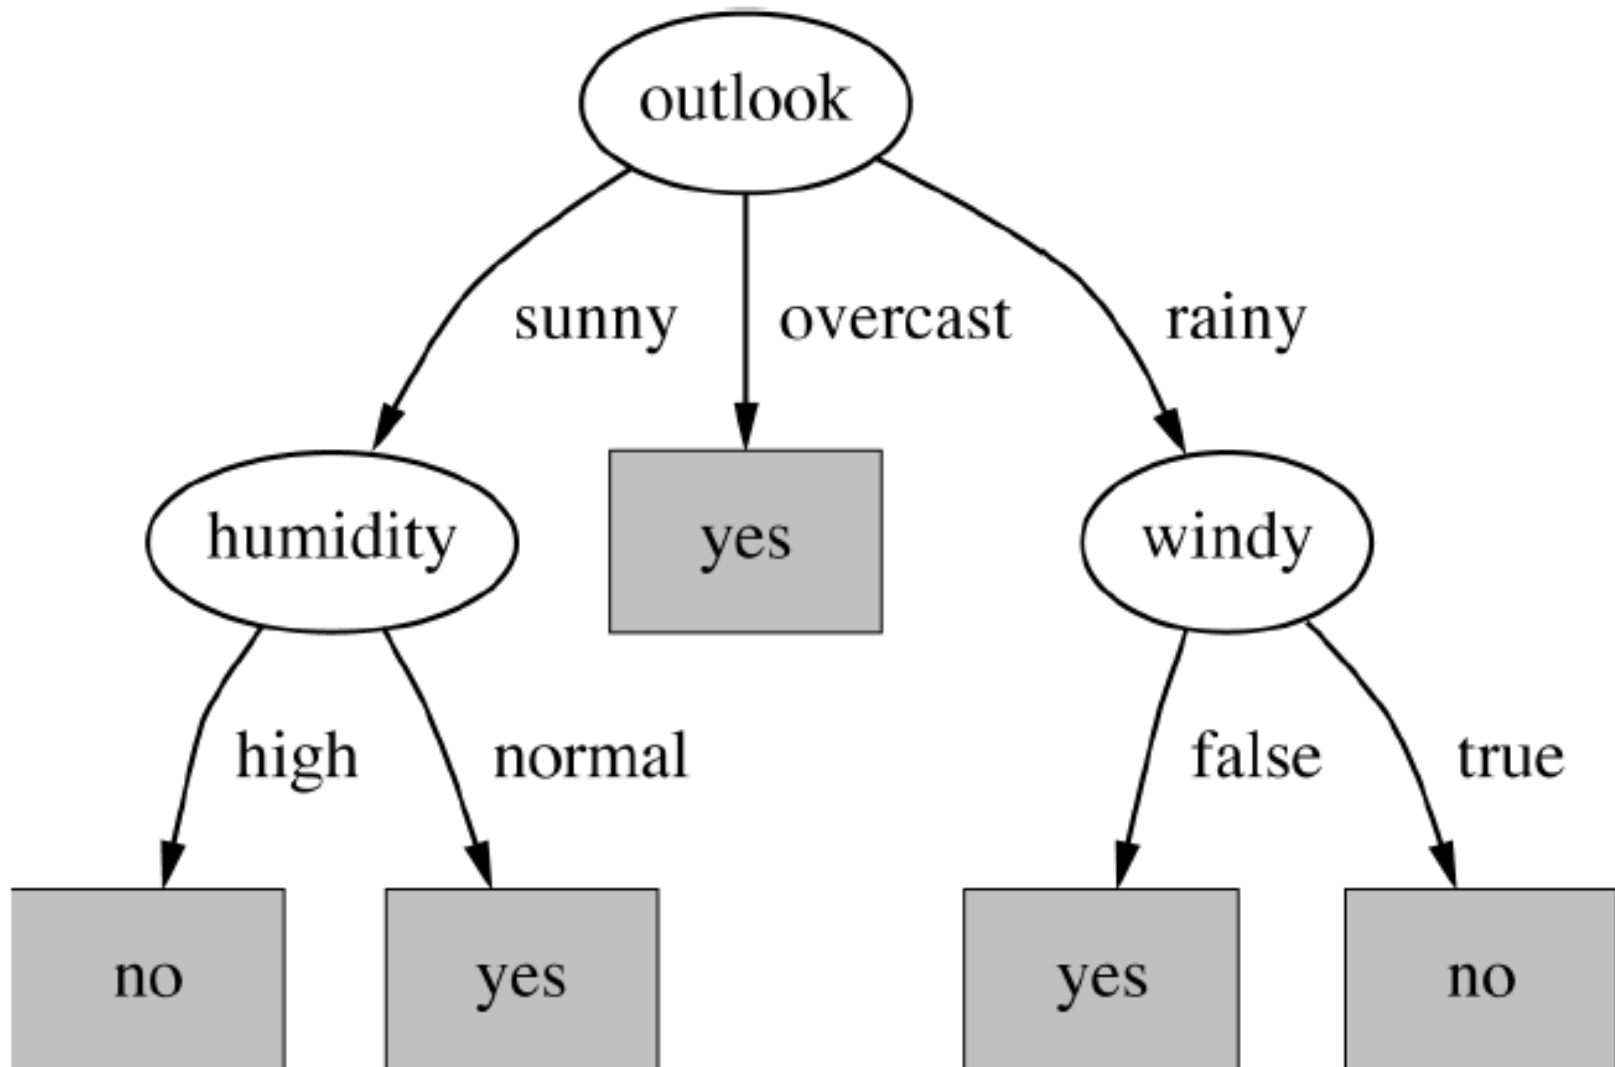 outlook
sunny
overcast
rainy
humidity
yes
windy
high
normal
false
true
no
yes
yes
no